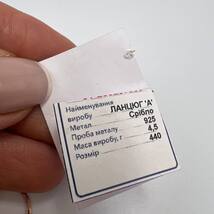 Найменування
виробу ЛАНЦЮГ 'А'
Метал Срібло
Проба металу 925
Маса виробу, г 4,5
Розмір 440